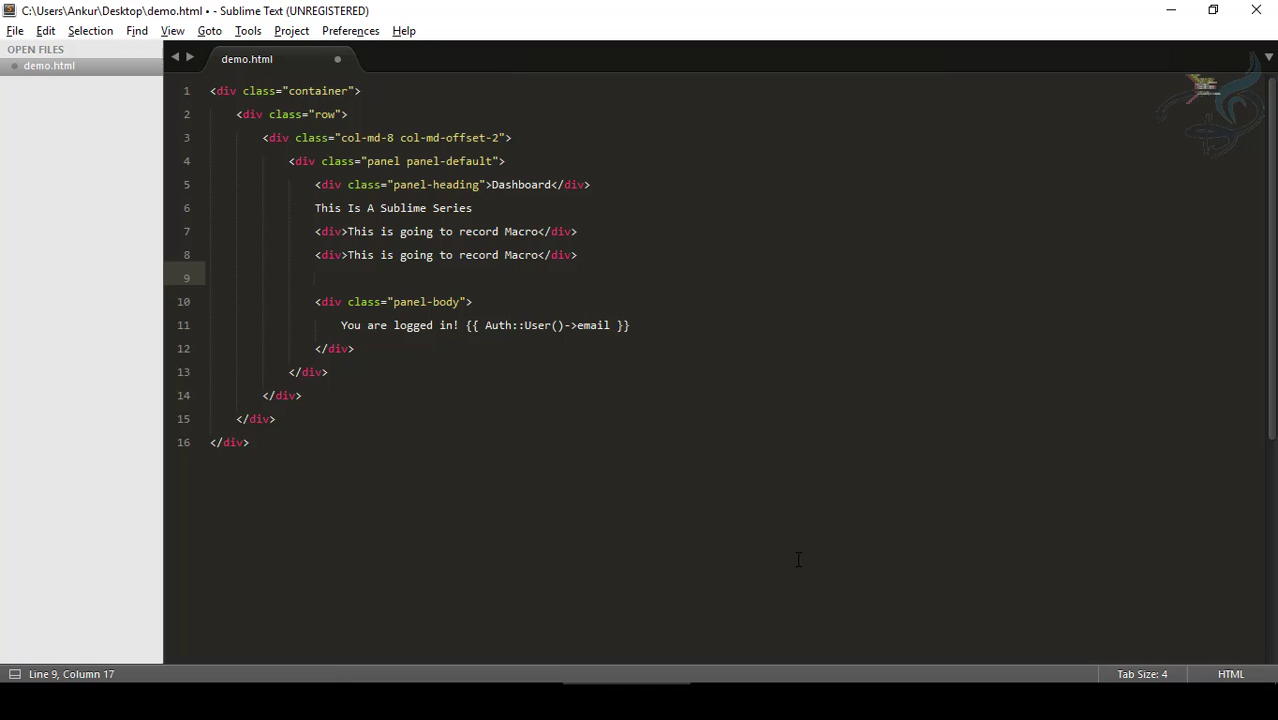 C:\Users\Ankur\Desktop\demo.html • - Sublime Text (UNREGISTERED)
File Edit Selection Find View Goto Tools Project Preferences Help
OPEN FILES
demo.html
demo.html
1 <div class="container">
2 <div class="row">
3 <div class="col-md-8 col-md-offset-2">
4 <div class="panel panel-default">
5 <div class="panel-heading">Dashboard</div>
6 This Is A Sublime Series
7 <div>This is going to record Macro</div>
8 <div>This is going to record Macro</div>
9
10 <div class="panel-body">
11 You are logged in! {{ Auth::User()->email }}
12 </div>
13 </div>
14 </div>
15 </div>
16 </div>
Line 9, Column 17
Tab Size: 4
HTML